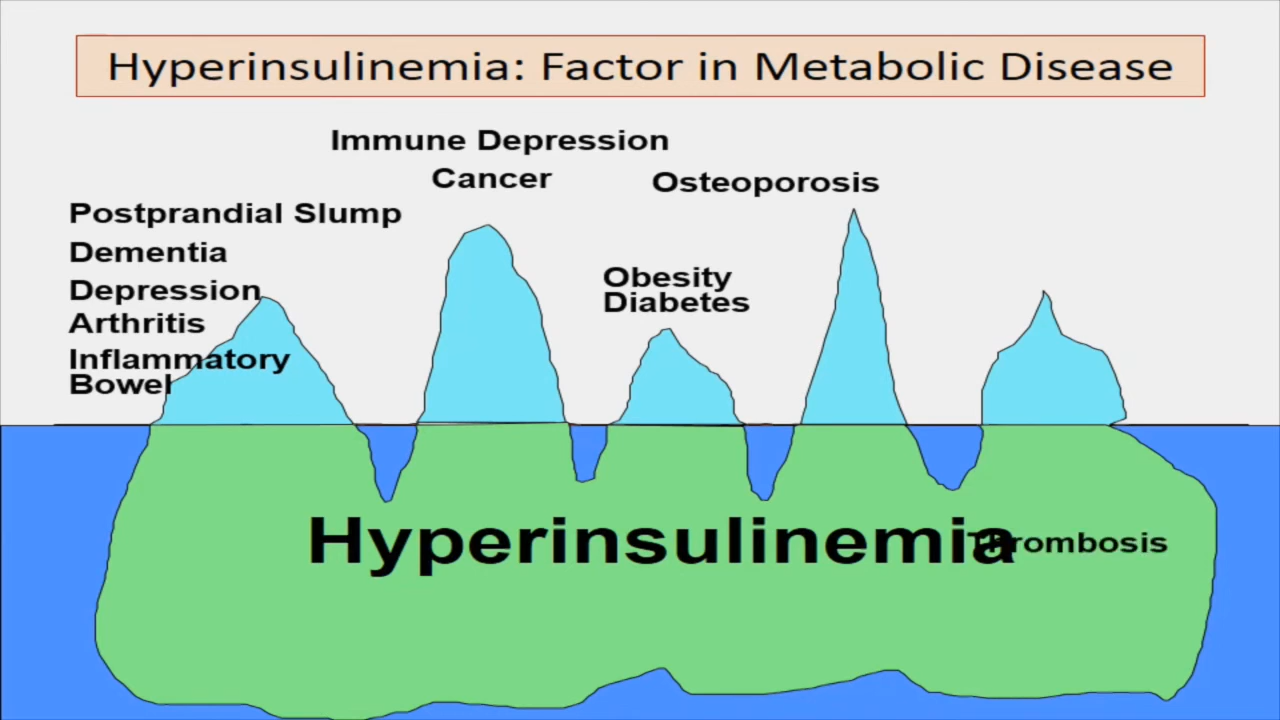 Hyperinsulinemia: Factor in Metabolic Disease
Immune Depression
Cancer
Osteoporosis
Postprandial Slump
Dementia
Depression
Arthritis
Inflammatory
Bowel
Obesity
Diabetes
Hyperinsulinemia
Thrombosis